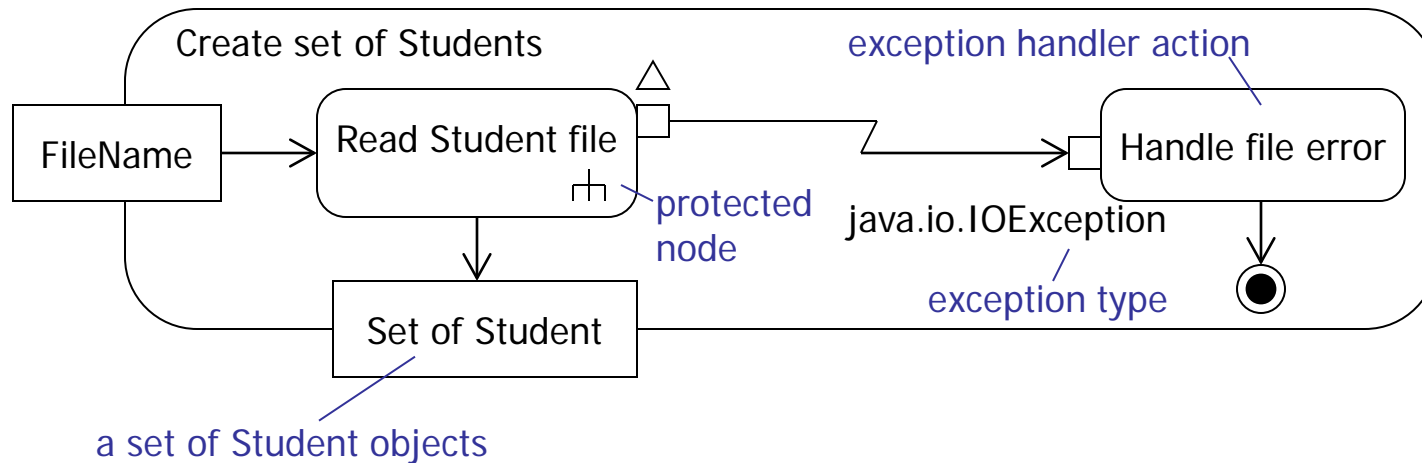 Create set of Students
exception handler action
FileName
Read Student file
Handle file error
protected
node
java.io.IOException
exception type
Set of Student
a set of Student objects